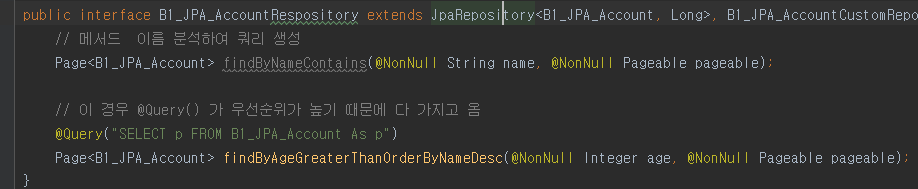 public interface B1_JPA_AccountRespository extends JpaRepository<B1_JPA_Account, Long>, B1_JPA_AccountCustomRepo
// 메서드  이름 분석하여 쿼리 생성
Page<B1_JPA_Account> findByNameContains(@NonNull String name, @NonNull Pageable pageable);
// 이 경우 @Query() 가 우선순위가 높기 때문에 다 가지고 옴
@Query("SELECT p FROM B1_JPA_Account As p")
Page<B1_JPA_Account> findByAgeGreaterThanOrderByNameDesc(@NonNull Integer age, @NonNull Pageable pageable);
}